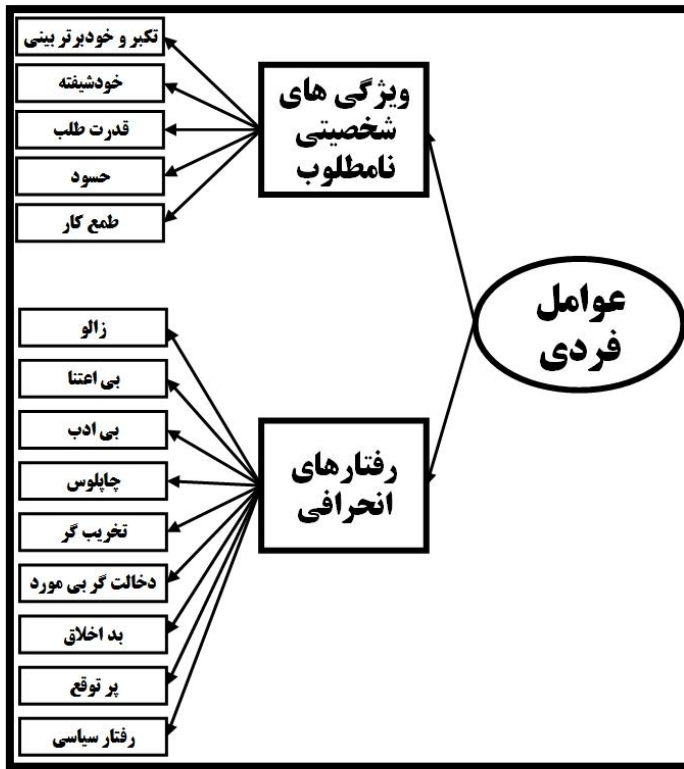 عوامل
فردی
ویژگی های
شخصیتی
نامطلوب
تکبر و خودبرتر بینی
خودشیفته
قدرت طلب
حسود
طمع کار
رفتارهای
انحرافی
زالو
بی اعتنا
بی ادب
چاپلوس
تخریب گر
دخالت گر بی مورد
بد اخلاق
پر توقع
رفتار سیاسی